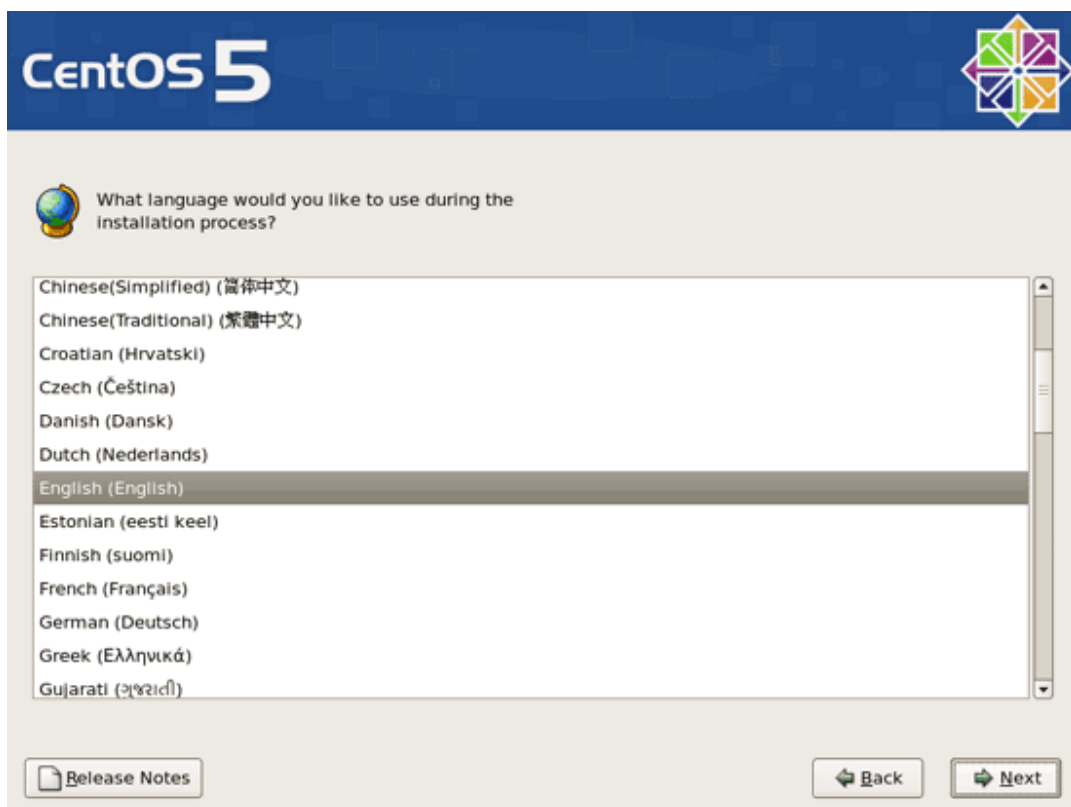 CentOS 5
What language would you like to use during the
installation process?
Chinese(Simplified) (简体中文)
Chinese(Traditional) (繁體中文)
Croatian (Hrvatski)
Czech (Čeština)
Danish (Dansk)
Dutch (Nederlands)
English (English)
Estonian (eesti keel)
Finnish (suomi)
French (Français)
German (Deutsch)
Greek (Ελληνικά)
Gujarati (ગુજરાતી)
Release Notes
Back
Next